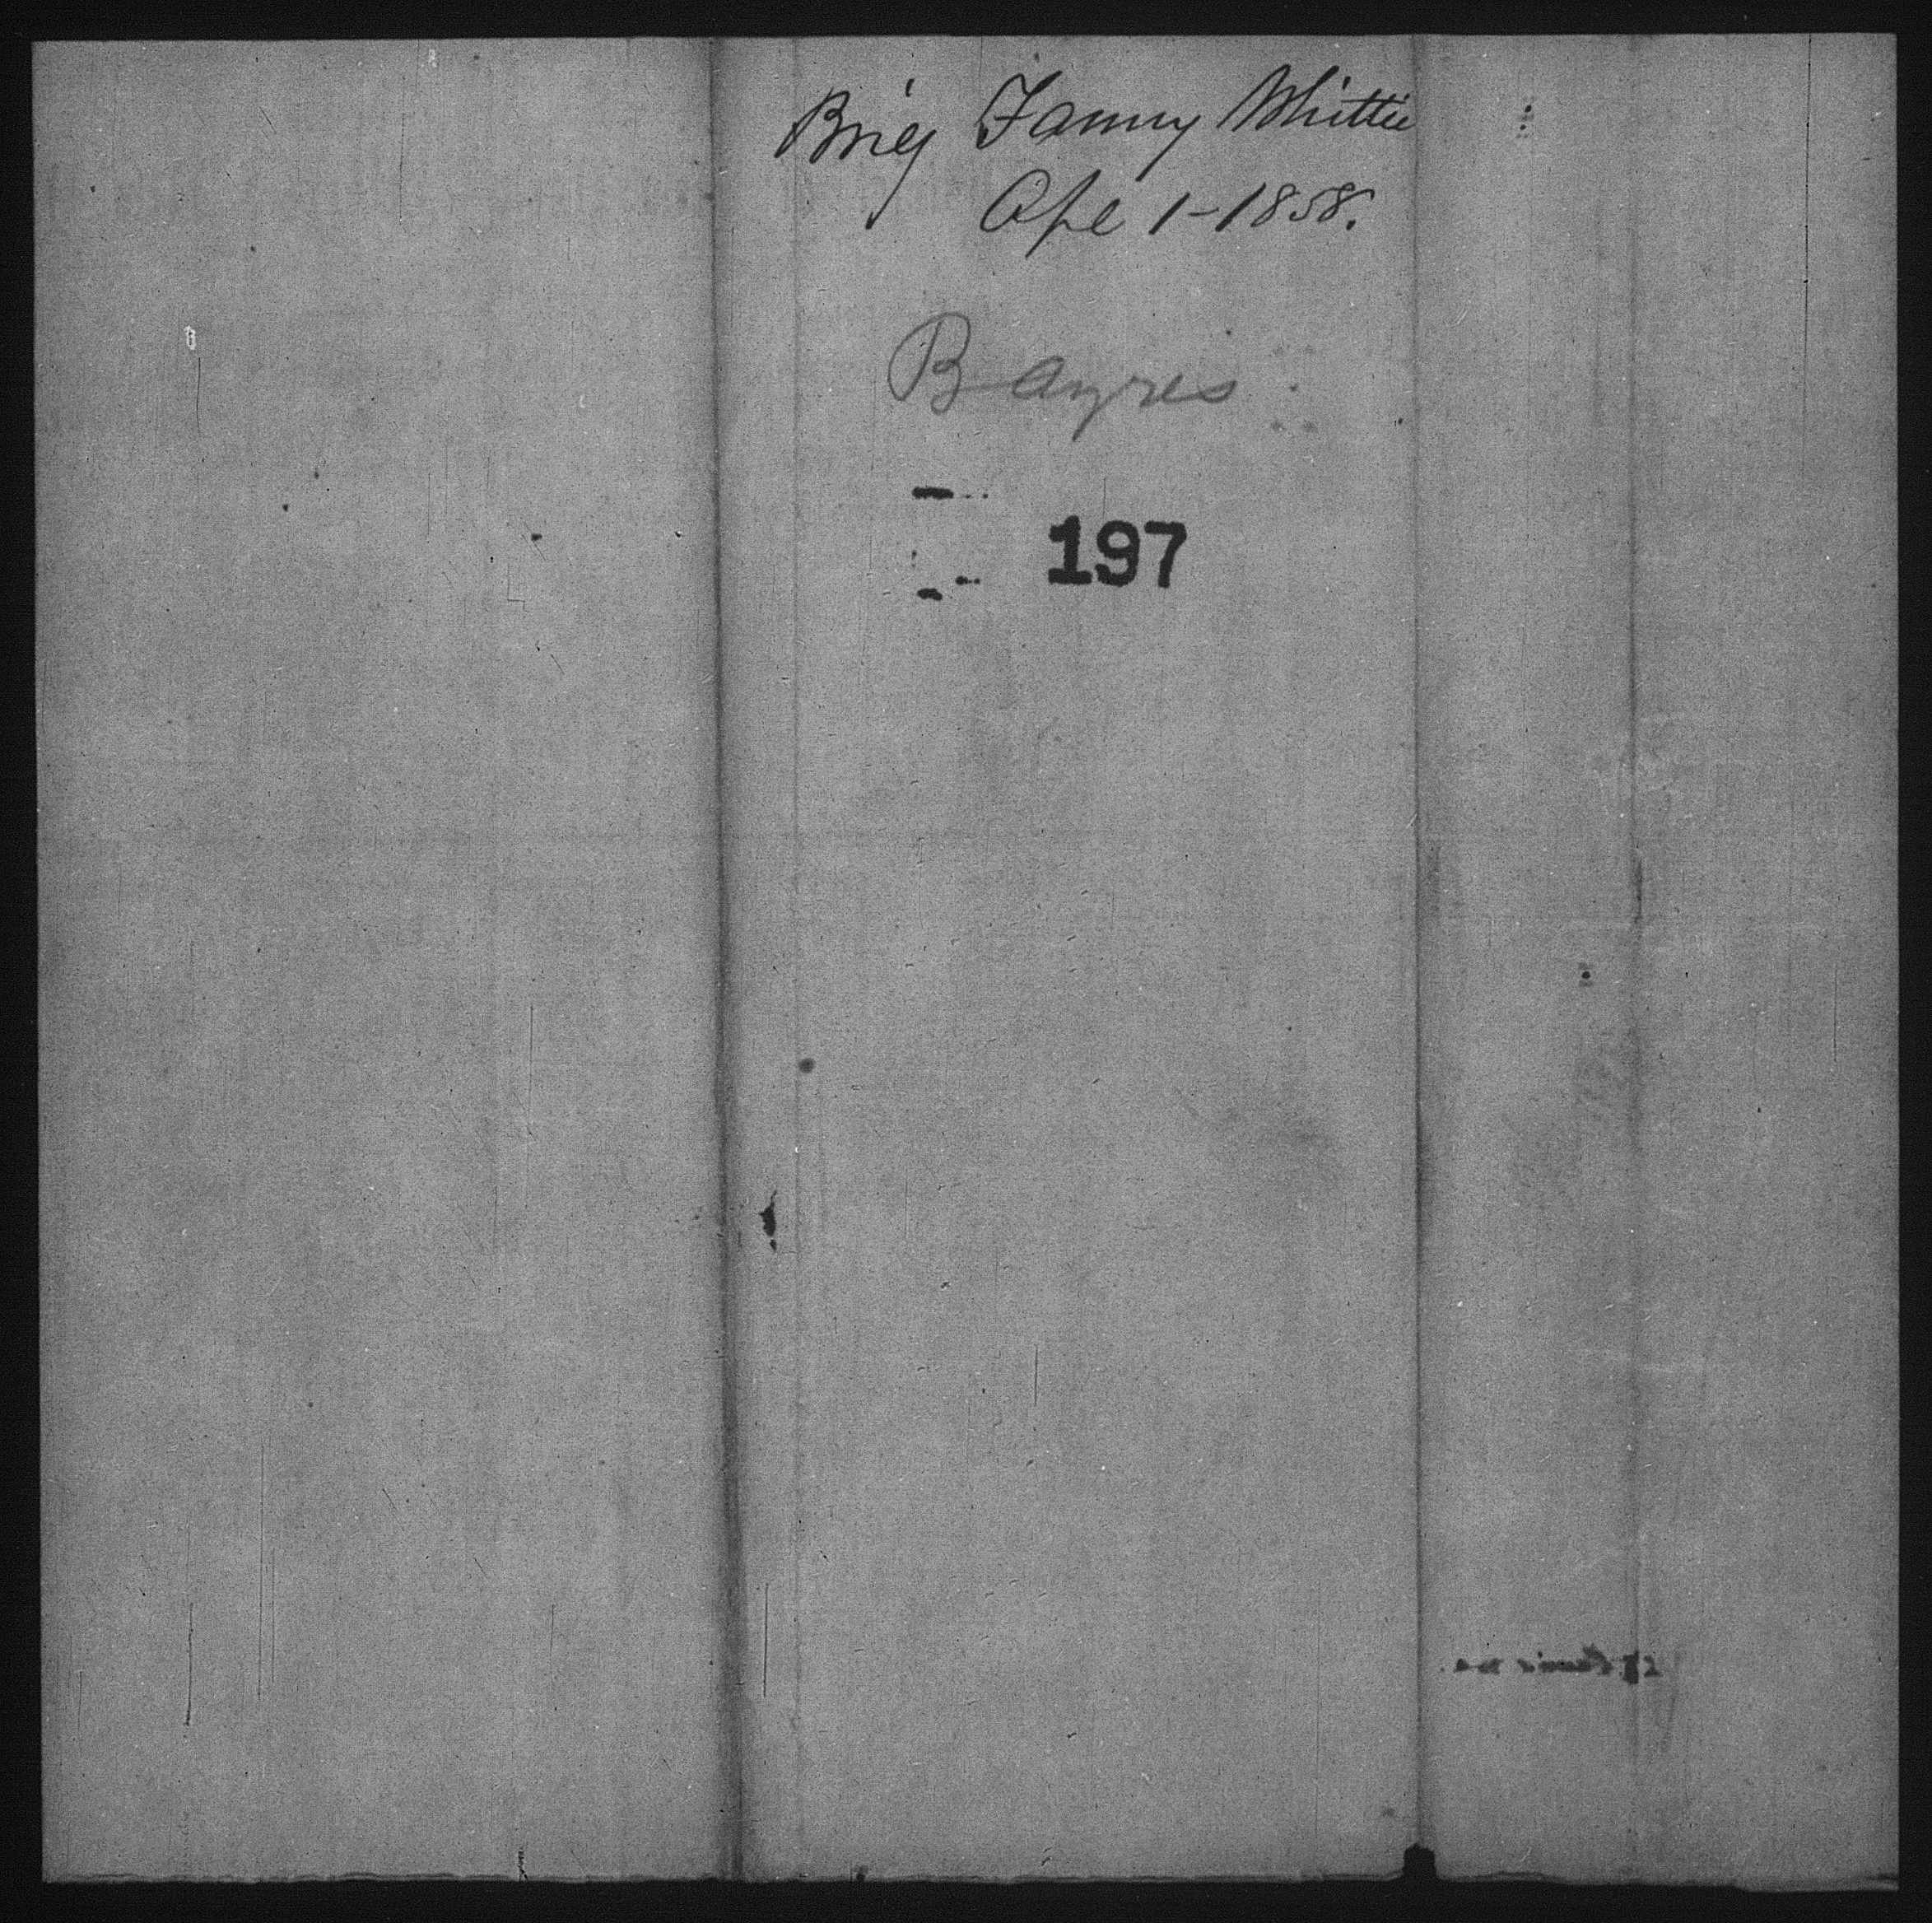 Brig Fanny Whittier
Apl 1-1858.
B ayres
197